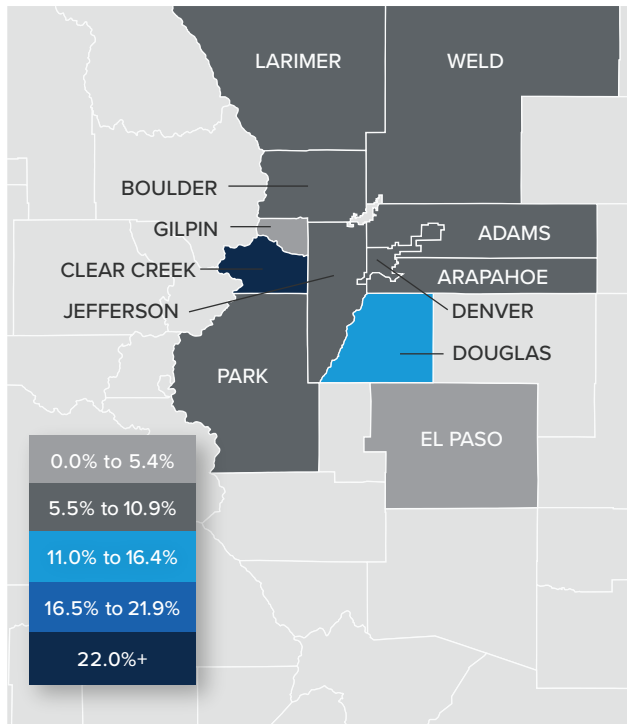 LARIMER
WELD
BOULDER
GILPIN
ADAMS
CLEAR CREEK
ARAPAHOE
JEFFERSON
DENVER
DOUGLAS
PARK
EL PASO
0.0% to 5.4%
5.5% to 10.9%
11.0% to 16.4%
16.5% to 21.9%
22.0%+